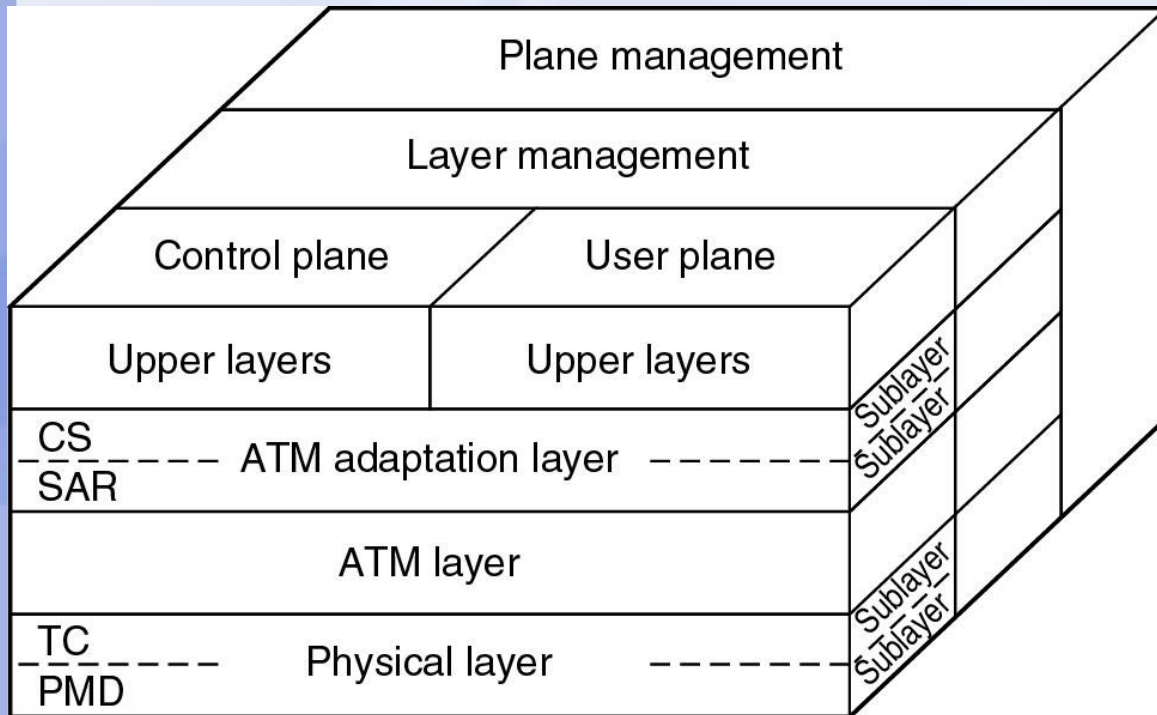 Plane management
Layer management
Control plane
User plane
Upper layers
Upper layers
Sublayer
Sublayer
CS
ATM adaptation layer
SAR
ATM layer
Sublayer
Sublayer
TC
Physical layer
PMD